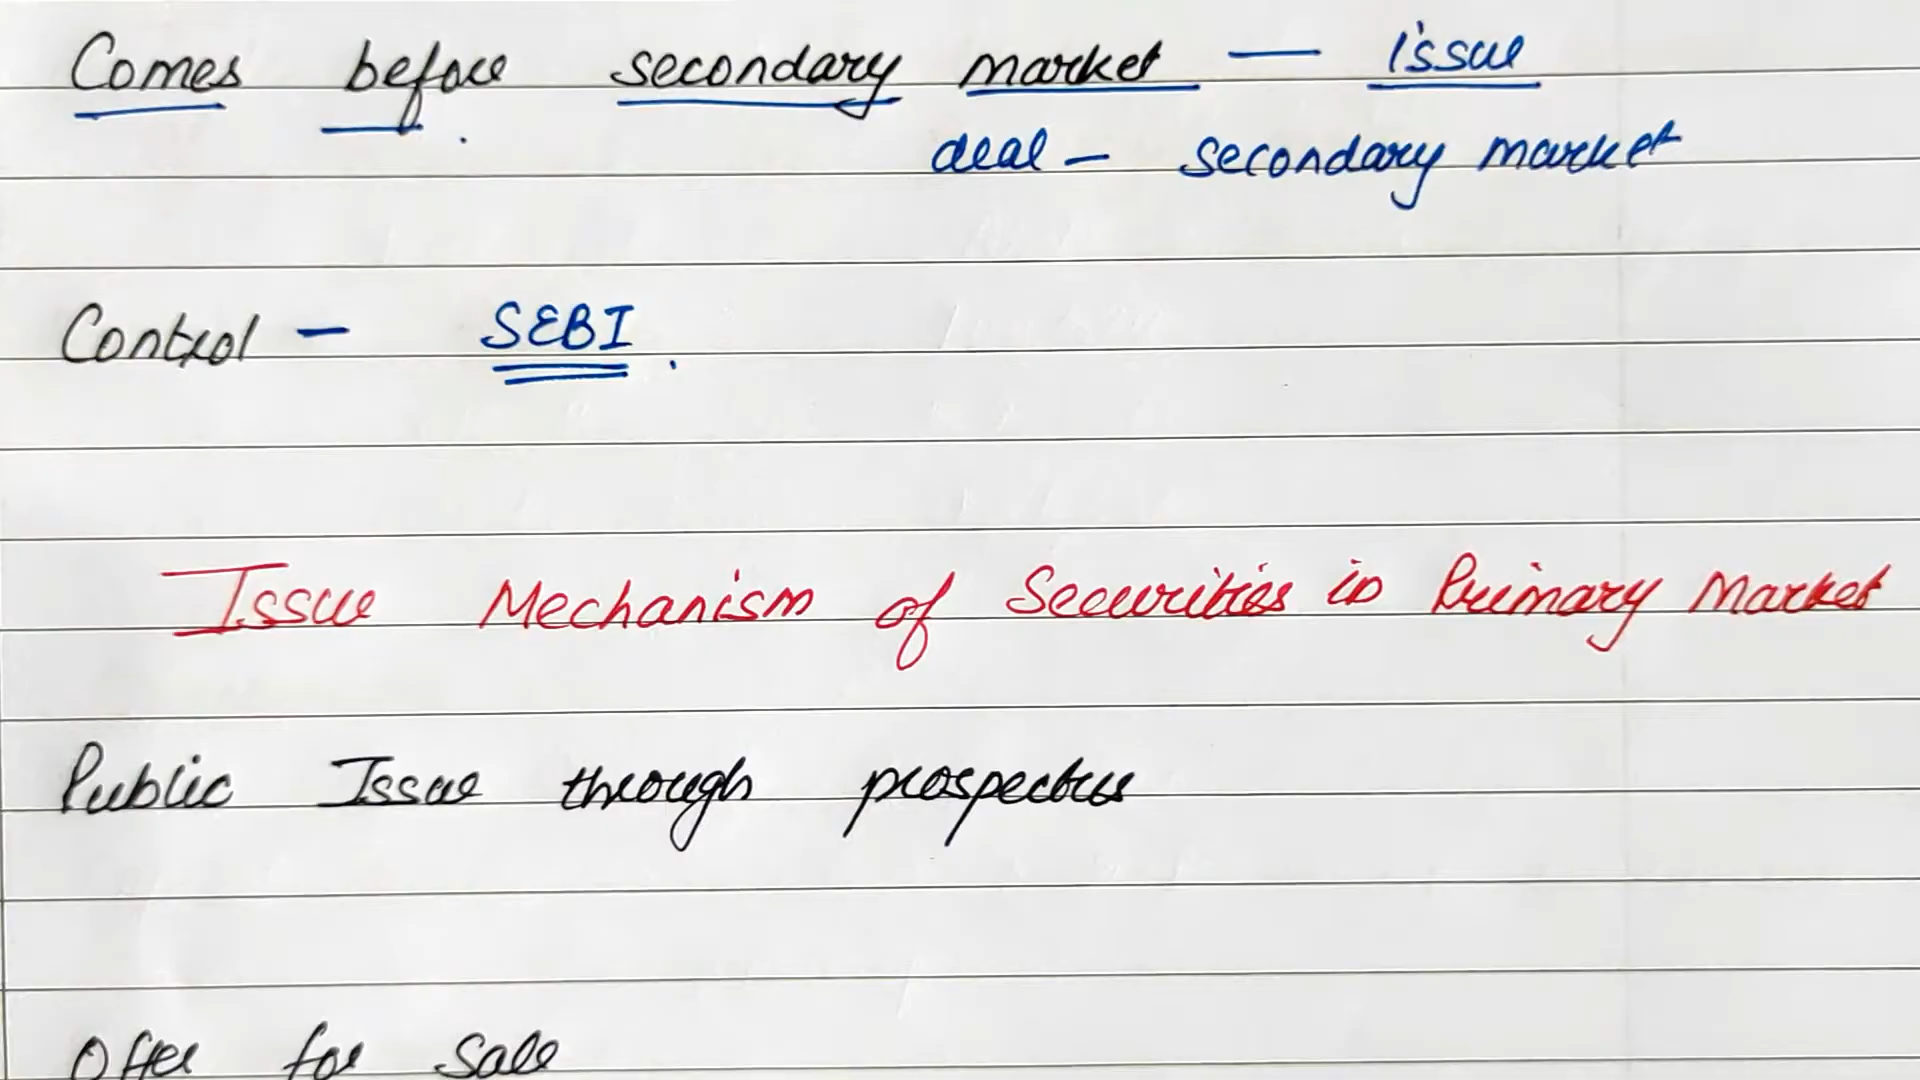 Comes before secondary market — Issue
deal — secondary market
Control — SEBI.
Issue Mechanism of Securities in Primary Market
Public Issue through prospectus
Offer for Sale